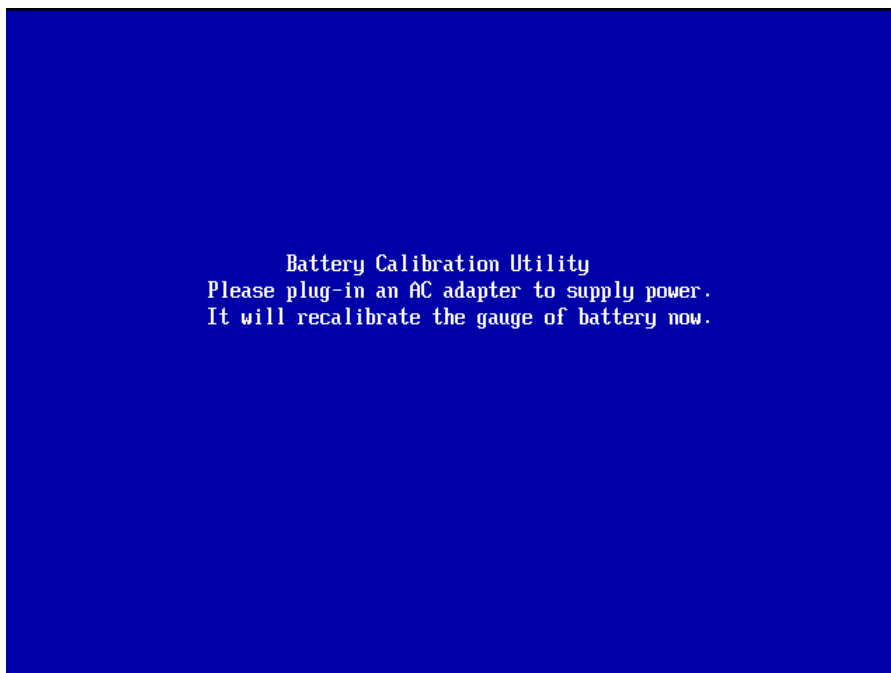 Battery Calibration Utility
Please plug-in an AC adapter to supply power.
It will recalibrate the gauge of battery now.